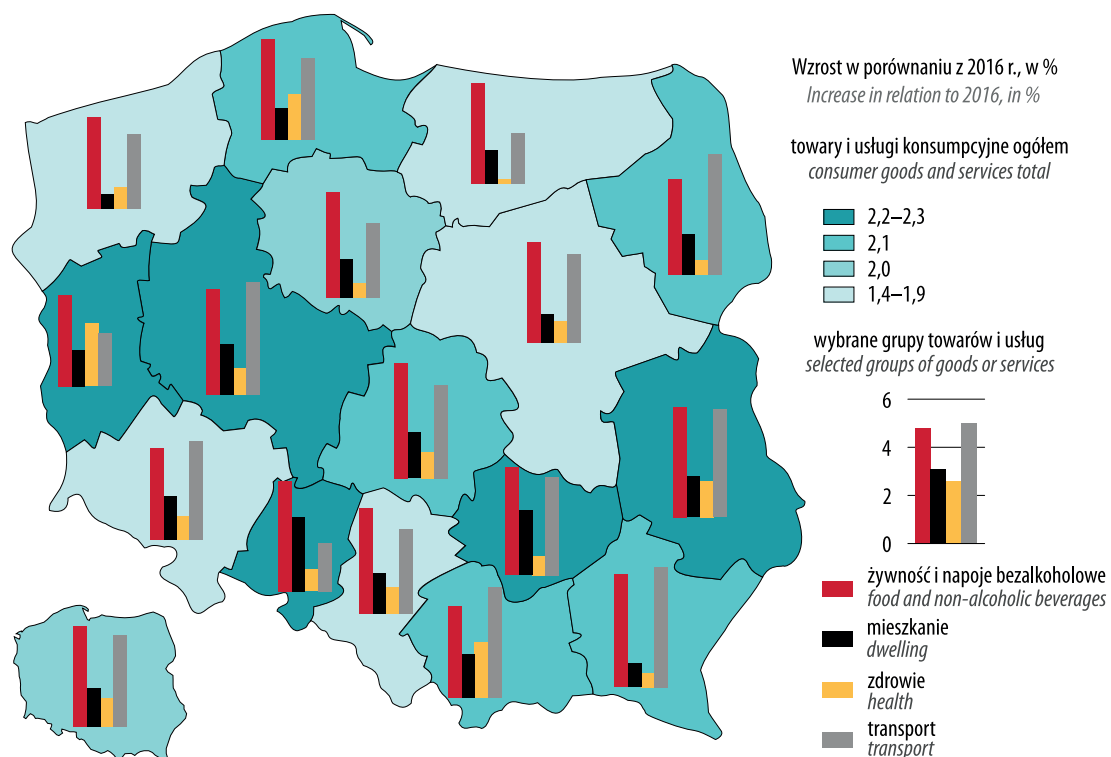 Wzrost w porównaniu z 2016 r., w %
Increase in relation to 2016, in %
towary i usługi konsumpcyjne ogółem
consumer goods and services total
2,2–2,3
2,1
2,0
1,4–1,9
wybrane grupy towarów i usług
selected groups of goods or services
6
4
2
0
żywność i napoje bezalkoholowe
food and non-alcoholic beverages
mieszkanie
dwelling
zdrowie
health
transport
transport